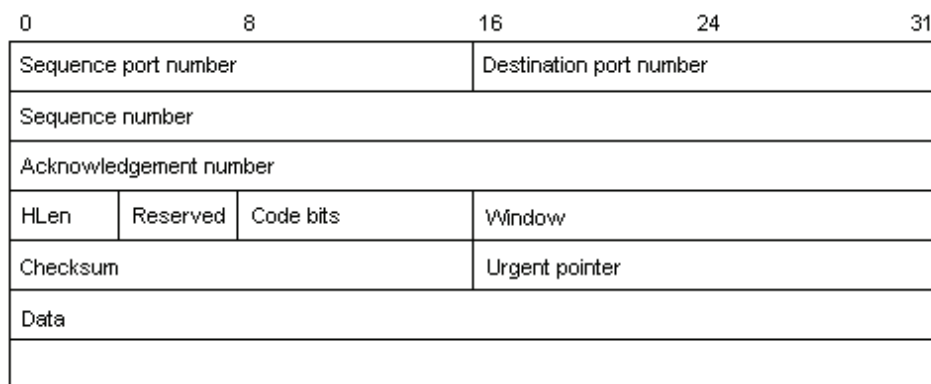 0 8 16 24 31
Sequence port number Destination port number
Sequence number
Acknowledgement number
HLen Reserved Code bits Window
Checksum Urgent pointer
Data